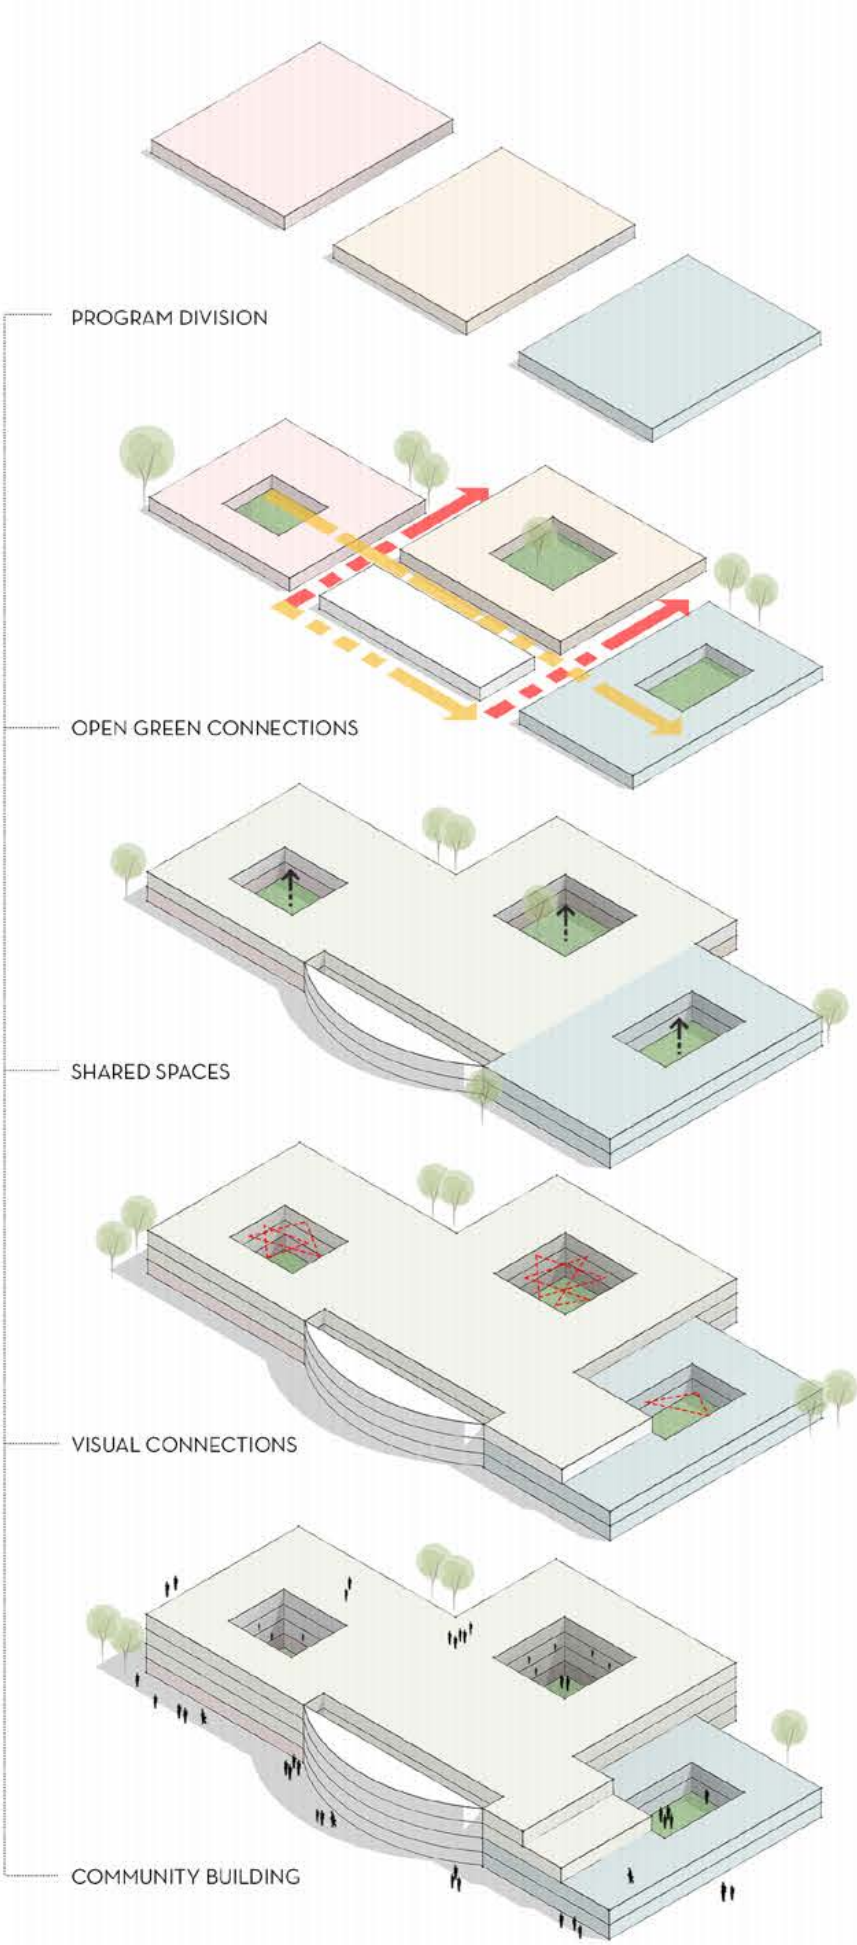 PROGRAM DIVISION
OPEN GREEN CONNECTIONS
SHARED SPACES
VISUAL CONNECTIONS
COMMUNITY BUILDING